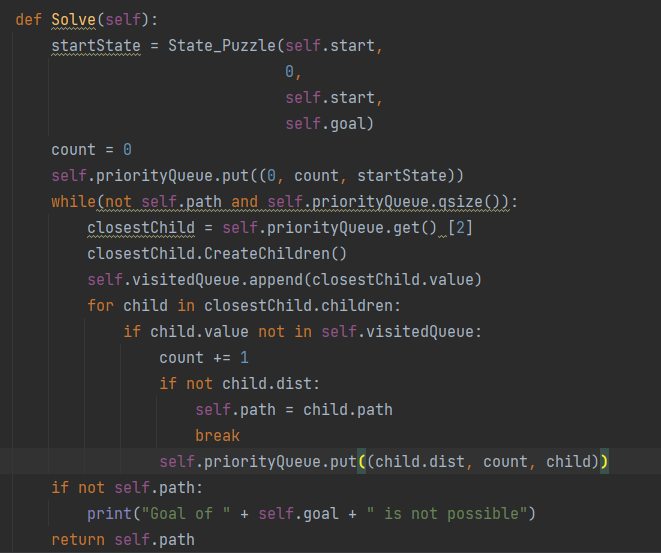 def Solve(self):
    startState = State_Puzzle(self.start,
                              0,
                              self.start,
                              self.goal)
    count = 0
    self.priorityQueue.put((0, count, startState))
    while(not self.path and self.priorityQueue.qsize()):
        closestChild = self.priorityQueue.get() [2]
        closestChild.CreateChildren()
        self.visitedQueue.append(closestChild.value)
        for child in closestChild.children:
            if child.value not in self.visitedQueue:
                count += 1
                if not child.dist:
                    self.path = child.path
                    break
                self.priorityQueue.put((child.dist, count, child))
    if not self.path:
        print("Goal of " + self.goal + " is not possible")
    return self.path